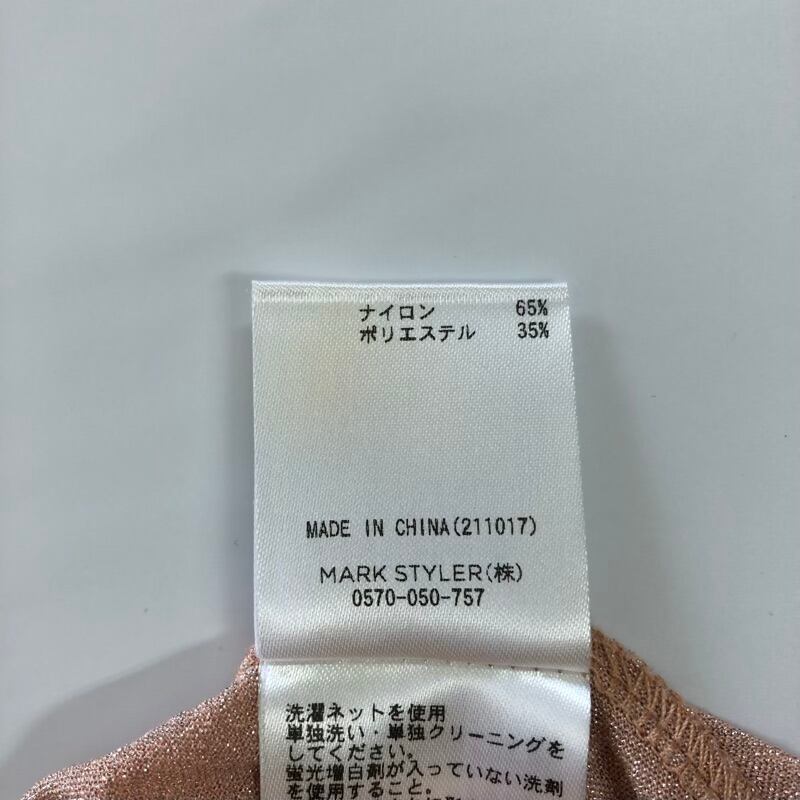 ナイロン 65%
ポリエステル 35%
MADE IN CHINA(211017)
MARK STYLER(株)
0570-050-757
洗濯ネットを使用
単独洗い・単独クリーニングを
してください。
蛍光増白剤が入っていない洗剤
を使用すること。